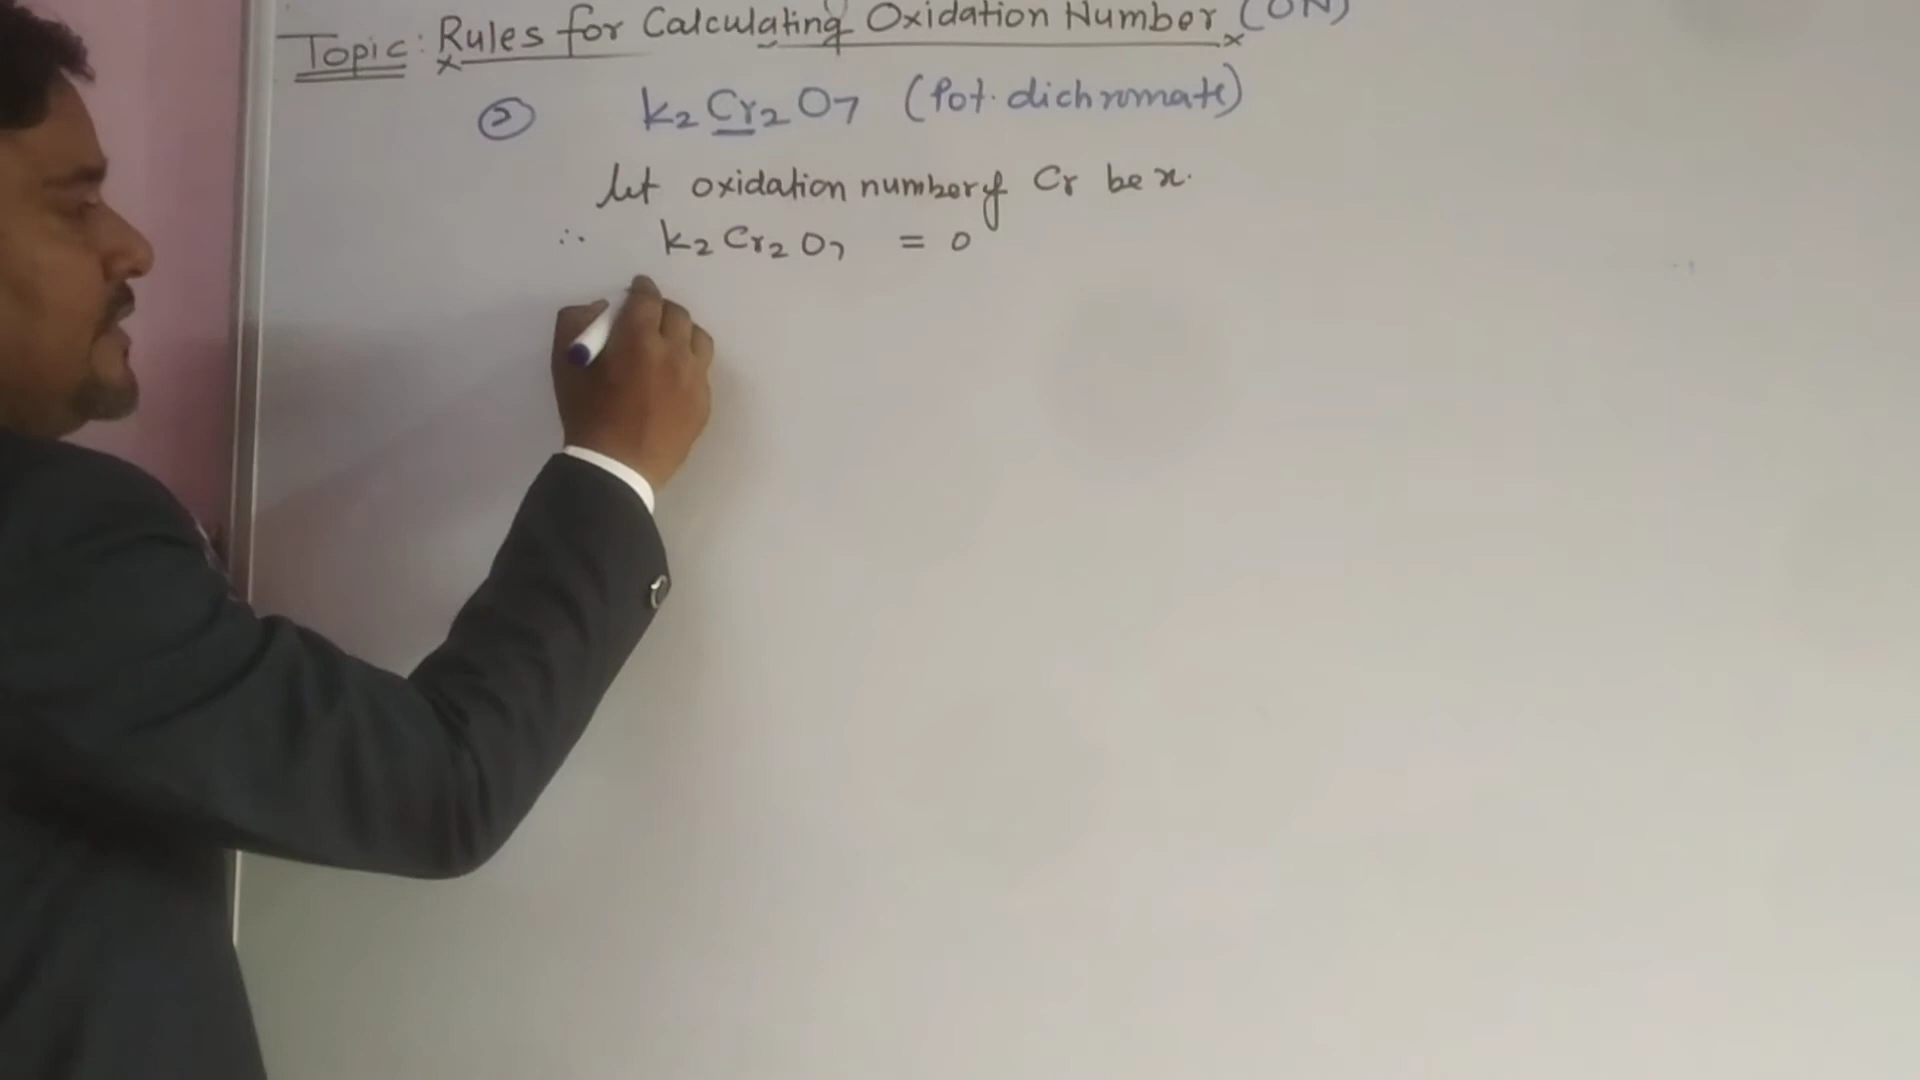 Topic: Rules for Calculating Oxidation Number (ON)
② K₂Cr₂O₇ (Pot. dichromate)
let oxidation number of Cr be x.
∴ K₂Cr₂O₇ = 0